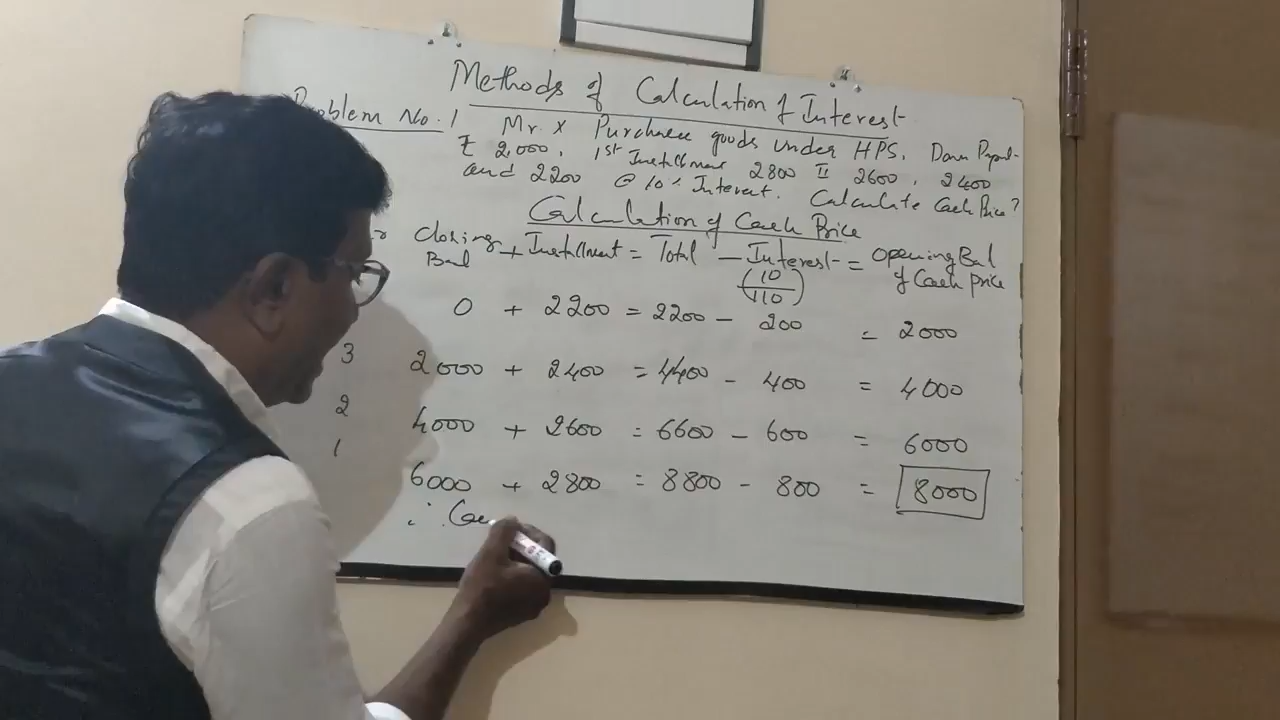 Methods of Calculation of Interest
Problem No. 1 Mr. X Purchase goods under HPS. Down
₹ 2,000, 1st Installment 2800 II 2600, 2400
and 2200 @ 10% Interest. Calculate Cash Price?
Calculation of Cash Price
Closing Bal + Installment = Total - Interest (10/110) = Opening Bal of Cash price
0 + 2200 = 2200 - 200 = 2000
3 2000 + 2400 = 4400 - 400 = 4000
2 4000 + 2600 = 6600 - 600 = 6000
1 6000 + 2800 = 8800 - 800 = 8000
∴